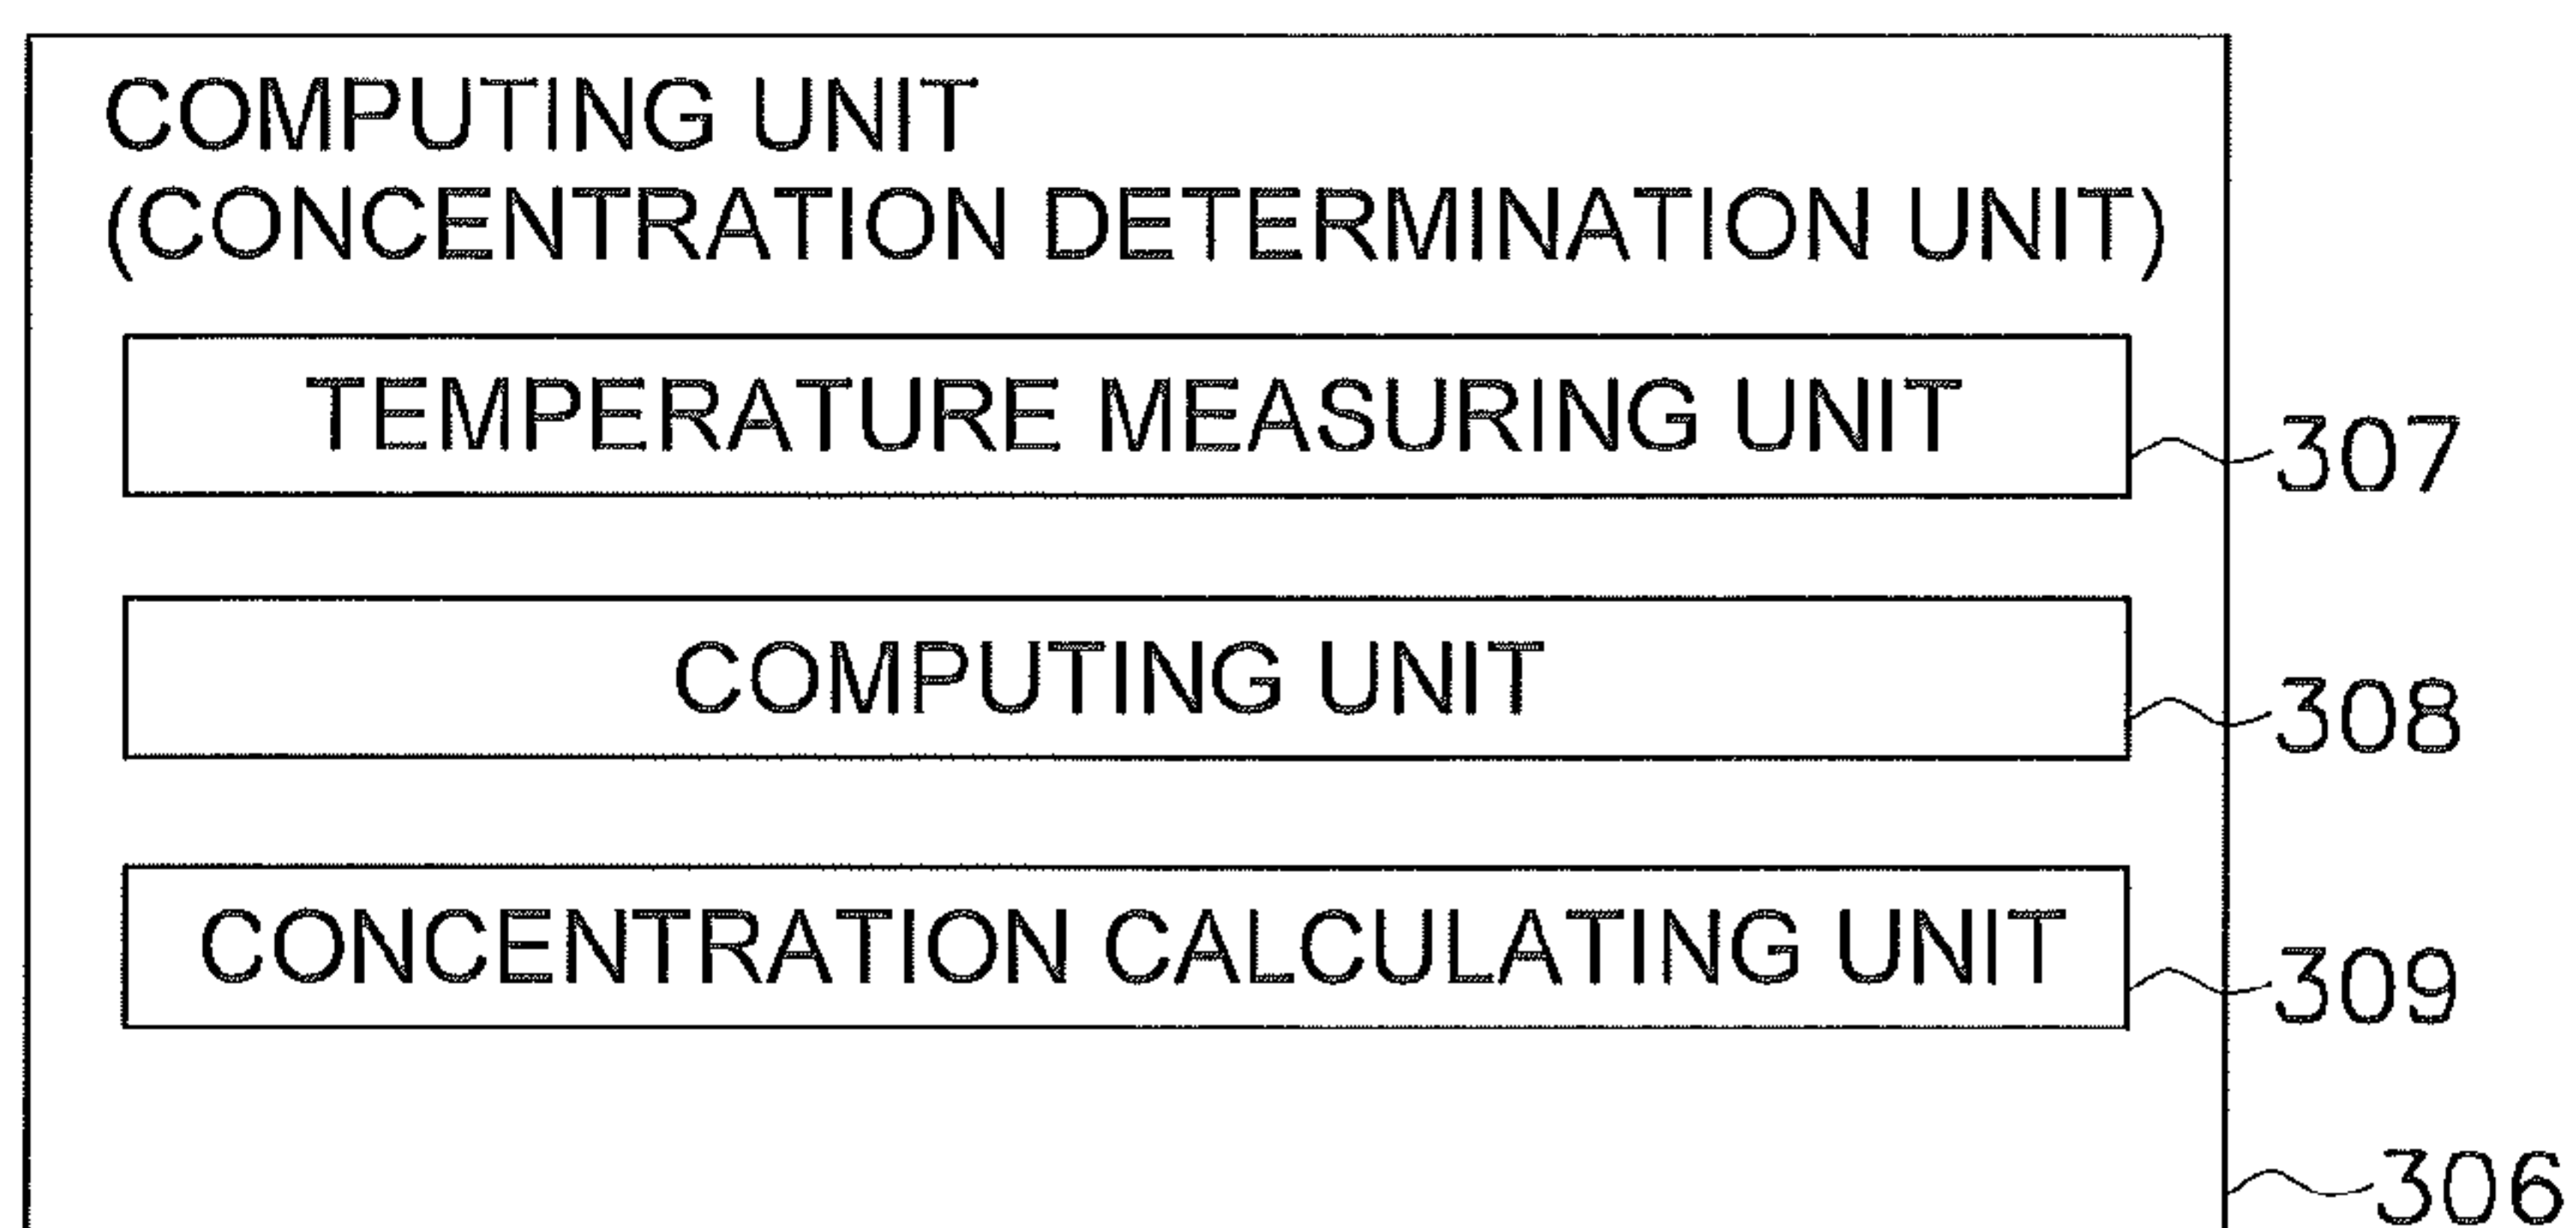 COMPUTING UNIT
(CONCENTRATION DETERMINATION UNIT)
TEMPERATURE MEASURING UNIT
307
COMPUTING UNIT
308
CONCENTRATION CALCULATING UNIT
309
306